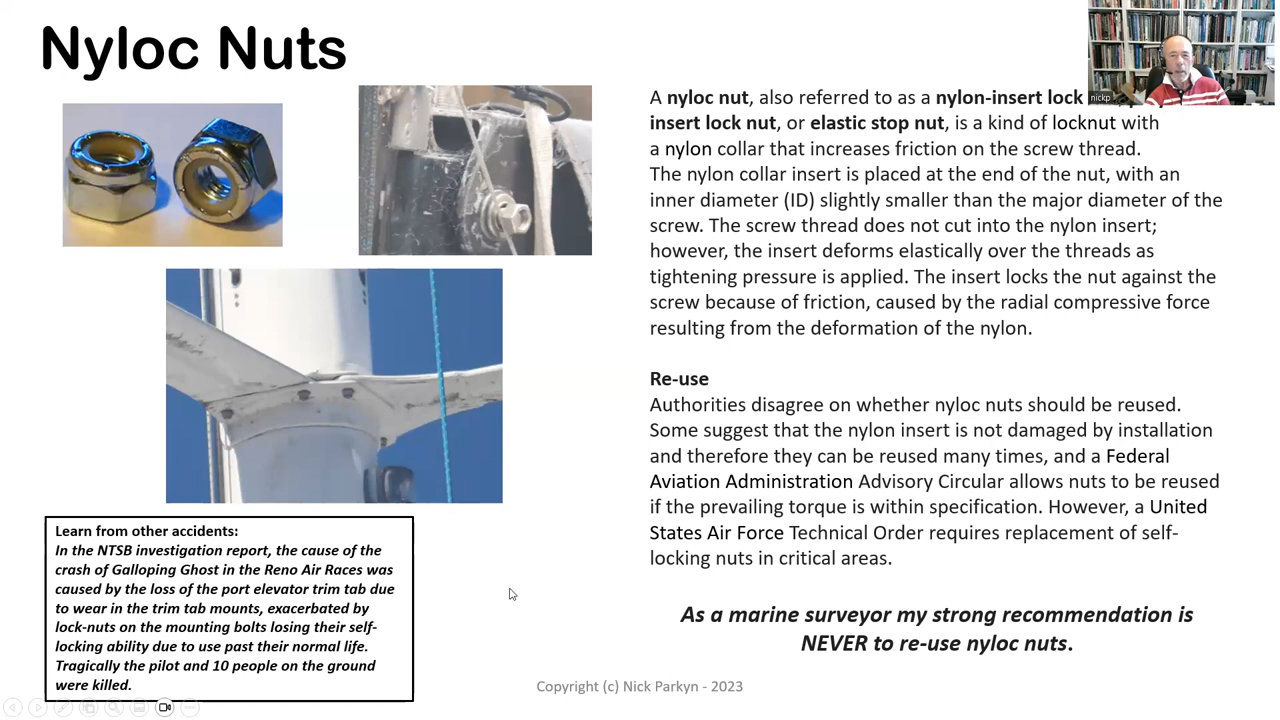 Nyloc Nuts
nickp
A nyloc nut, also referred to as a nylon-insert lock
insert lock nut, or elastic stop nut, is a kind of locknut with
a nylon collar that increases friction on the screw thread.
The nylon collar insert is placed at the end of the nut, with an
inner diameter (ID) slightly smaller than the major diameter of the
screw. The screw thread does not cut into the nylon insert;
however, the insert deforms elastically over the threads as
tightening pressure is applied. The insert locks the nut against the
screw because of friction, caused by the radial compressive force
resulting from the deformation of the nylon.
Re-use
Authorities disagree on whether nyloc nuts should be reused.
Some suggest that the nylon insert is not damaged by installation
and therefore they can be reused many times, and a Federal
Aviation Administration Advisory Circular allows nuts to be reused
if the prevailing torque is within specification. However, a United
States Air Force Technical Order requires replacement of self-
locking nuts in critical areas.
As a marine surveyor my strong recommendation is
NEVER to re-use nyloc nuts.
Learn from other accidents:
In the NTSB investigation report, the cause of the
crash of Galloping Ghost in the Reno Air Races was
caused by the loss of the port elevator trim tab due
to wear in the trim tab mounts, exacerbated by
lock-nuts on the mounting bolts losing their self-
locking ability due to use past their normal life.
Tragically the pilot and 10 people on the ground
were killed.
Copyright (c) Nick Parkyn - 2023